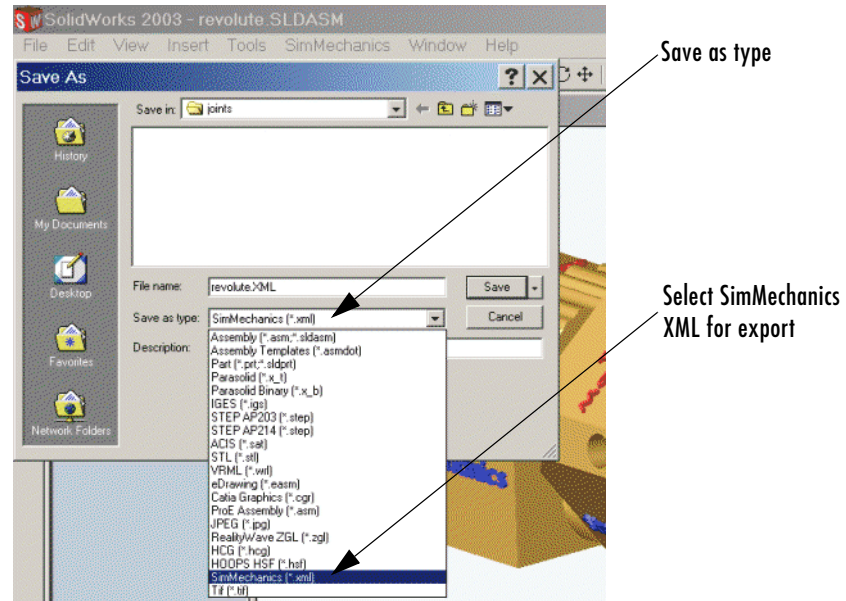 SolidWorks 2003 - revolute.SLDASM
File Edit View Insert Tools SimMechanics Window Help
Save as type
Save As
Save in: joints
History
My Documents
Desktop
Favorites
Network Folders
File name: revolute.XML Save
Save as type: SimMechanics (*.xml) Cancel
Description:
Assembly (*.asm;*.sldasm)
Assembly Templates (*.asmdot)
Part (*.prt;*.sldprt)
Parasolid (*.x_t)
Parasolid Binary (*.x_b)
IGES (*.igs)
STEP AP203 (*.step)
STEP AP214 (*.step)
ACIS (*.sat)
STL (*.stl)
VRML (*.wrl)
eDrawing (*.easm)
Catia Graphics (*.cgr)
ProE Assembly (*.asm)
JPEG (*.jpg)
RealityWave ZGL (*.zgl)
HCG (*.hcg)
HOOPS HSF (*.hsf)
SimMechanics (*.xml)
Tif (*.tif)
Select SimMechanics
XML for export